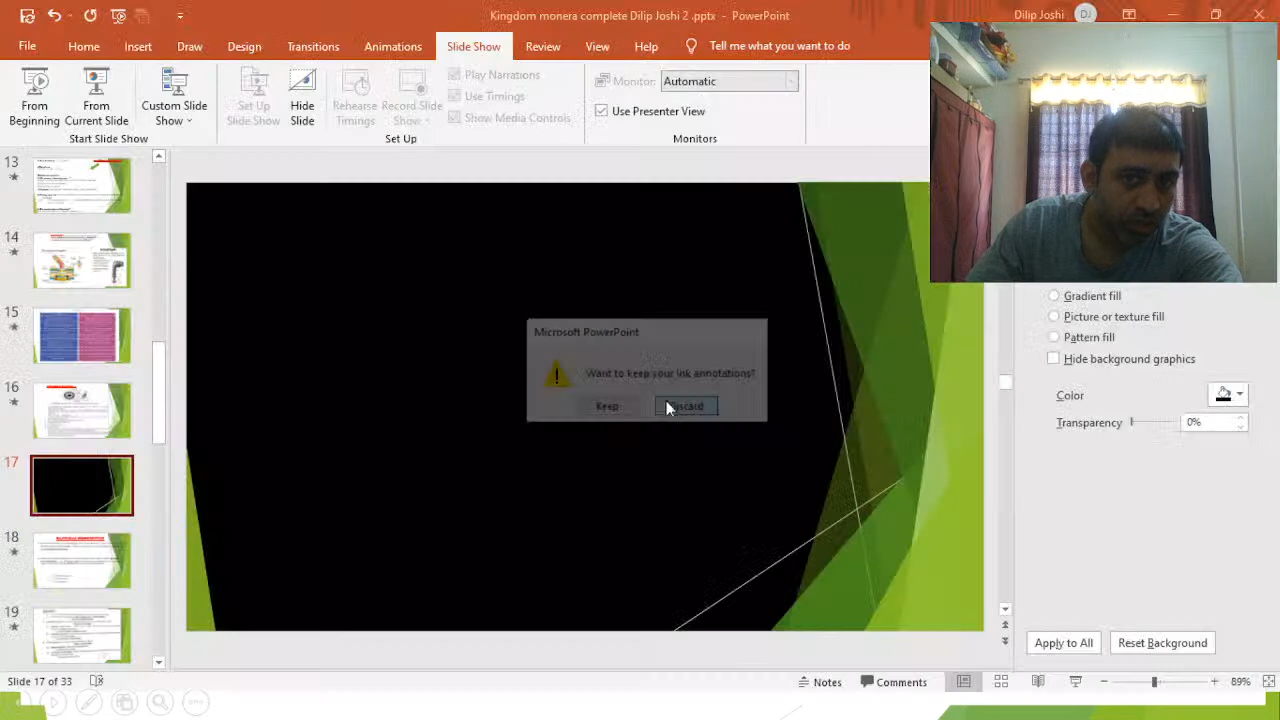 Kingdom monera complete Dilip Joshi 2 .pptx - PowerPoint
Dilip Joshi
DJ
File
Home
Insert
Draw
Design
Transitions
Animations
Slide Show
Review
View
Help
Tell me what you want to do
From
Beginning
From
Current Slide
Custom Slide
Show
Set Up
Slide Show
Hide
Slide
Rehearse
Record Slide
Play Narrations
Use Timings
Show Media Controls
Monitor:
Automatic
Use Presenter View
Start Slide Show
Set Up
Monitors
13
14
15
16
17
18
19
Microsoft PowerPoint
Want to keep your ink annotations?
Keep
Gradient fill
Picture or texture fill
Pattern fill
Hide background graphics
Color
Transparency
0%
Apply to All
Reset Background
Slide 17 of 33
Notes
Comments
89%